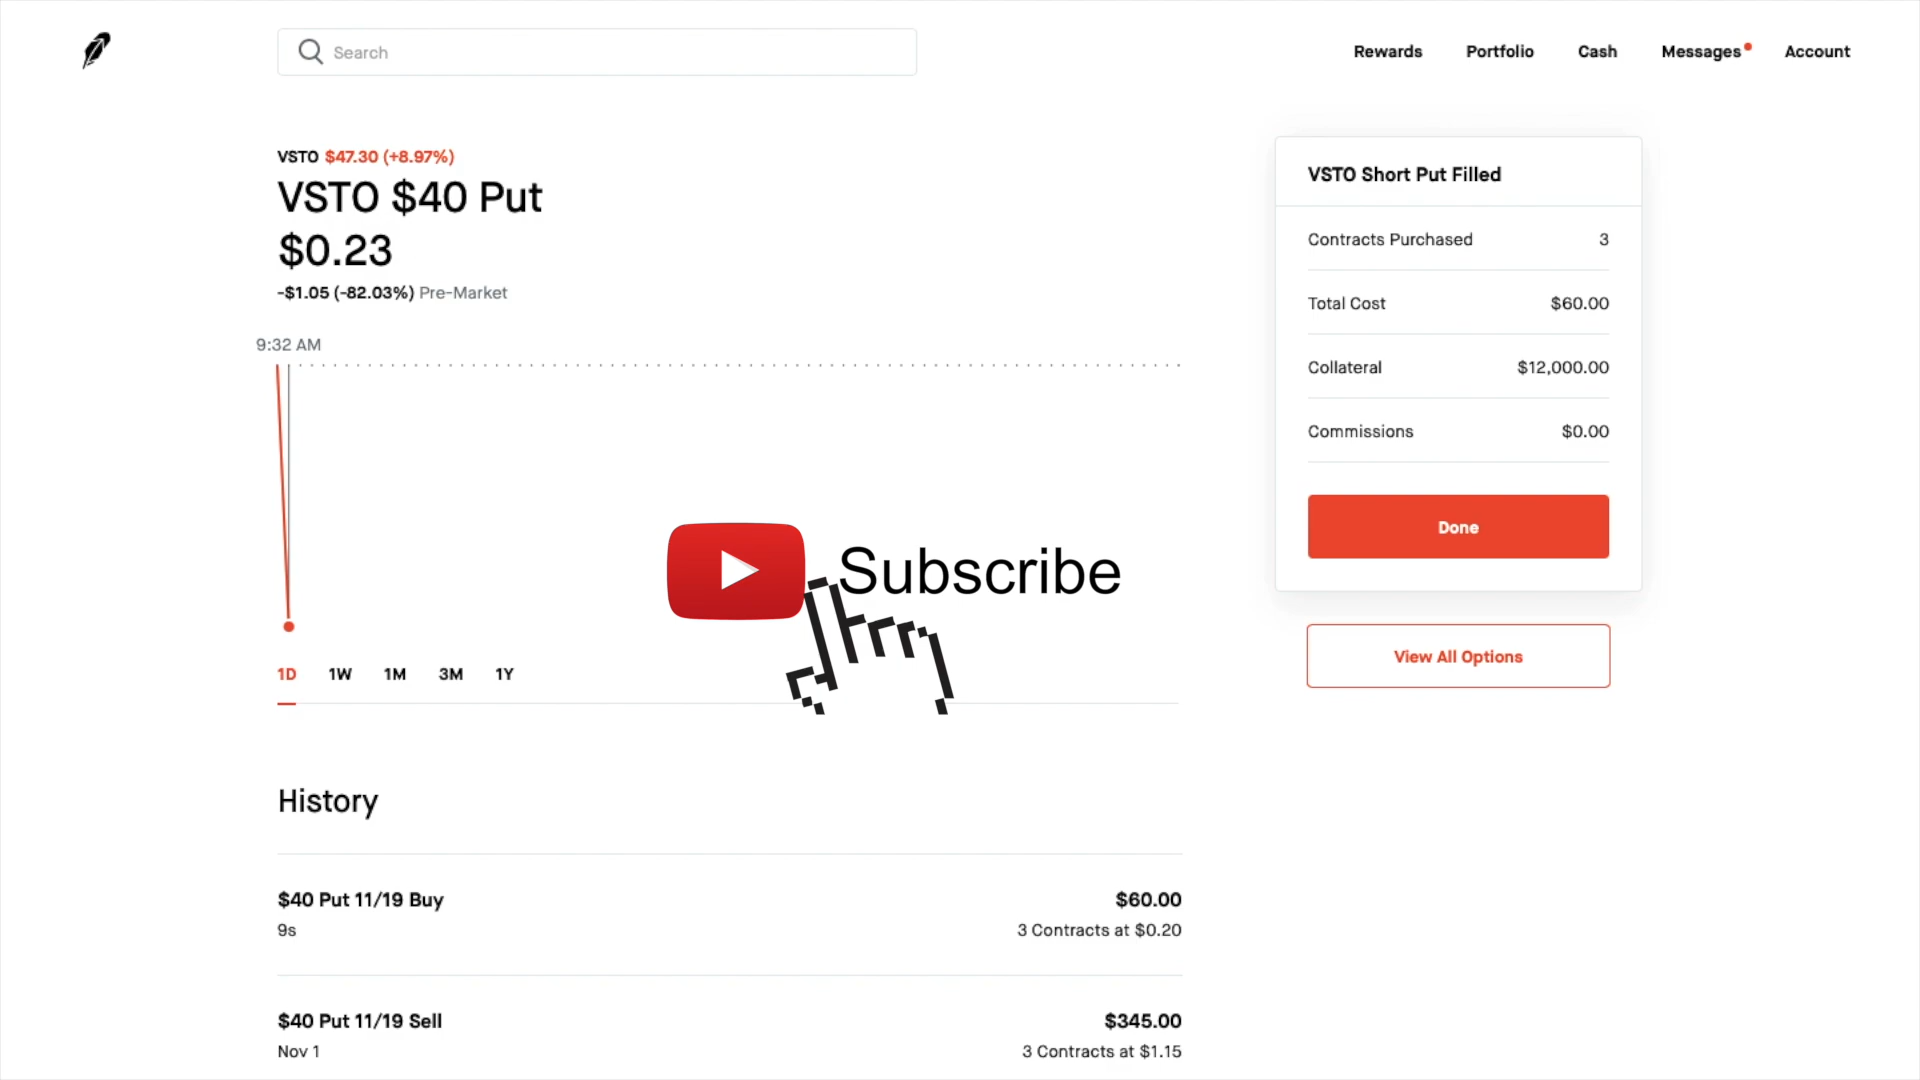 Search
Rewards
Portfolio
Cash
Messages
Account
VSTO $47.30 (+8.97%)
VSTO $40 Put
$0.23
-$1.05 (-82.03%) Pre-Market
9:32 AM
1D
1W
1M
3M
1Y
Subscribe
VSTO Short Put Filled
Contracts Purchased 3
Total Cost $60.00
Collateral $12,000.00
Commissions $0.00
Done
View All Options
History
$40 Put 11/19 Buy $60.00
9s 3 Contracts at $0.20
$40 Put 11/19 Sell $345.00
Nov 1 3 Contracts at $1.15